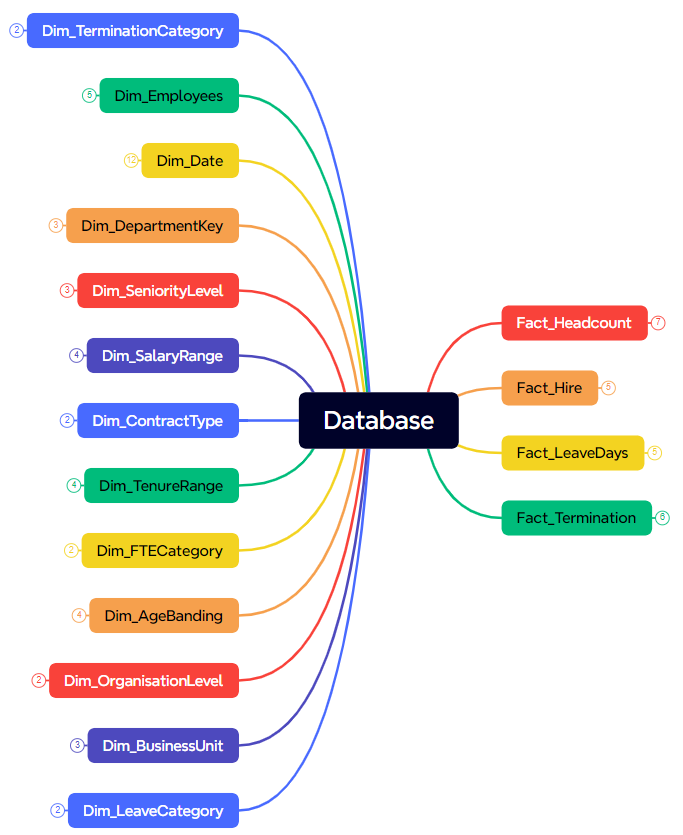 2 Dim_TerminationCategory
5 Dim_Employees
12 Dim_Date
3 Dim_DepartmentKey
3 Dim_SeniorityLevel
4 Dim_SalaryRange
2 Dim_ContractType
4 Dim_TenureRange
2 Dim_FTECategory
4 Dim_AgeBanding
2 Dim_OrganisationLevel
3 Dim_BusinessUnit
2 Dim_LeaveCategory
Database
Fact_Headcount 7
Fact_Hire 5
Fact_LeaveDays 5
Fact_Termination 6